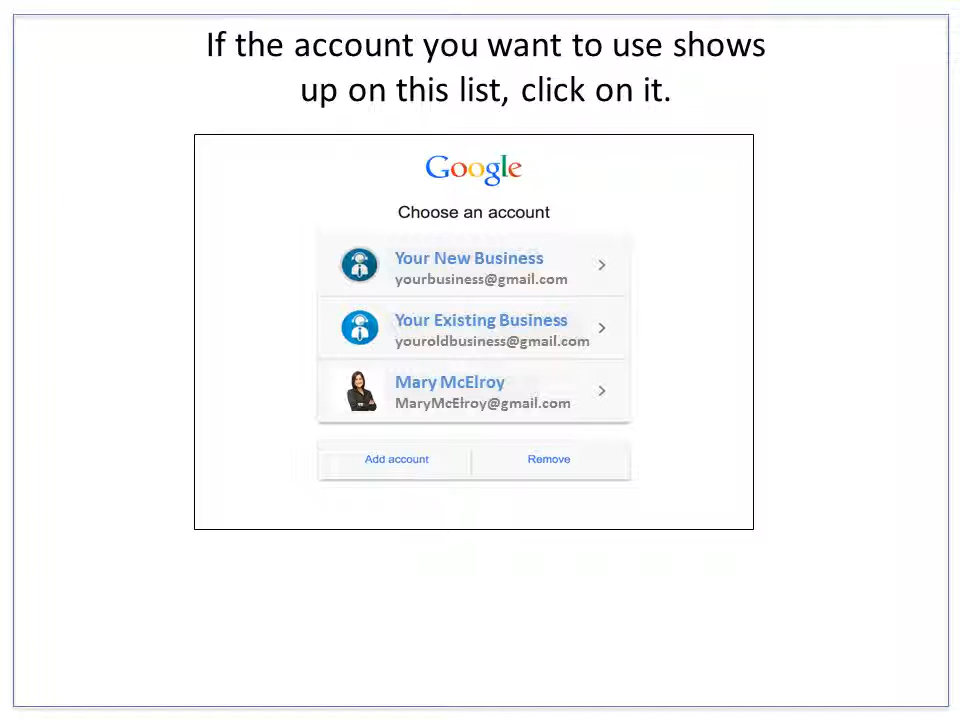 If the account you want to use shows
up on this list, click on it.
Google
Choose an account
Your New Business
yourbusiness@gmail.com
Your Existing Business
youroldbusiness@gmail.com
Mary McElroy
MaryMcElroy@gmail.com
Add account
Remove